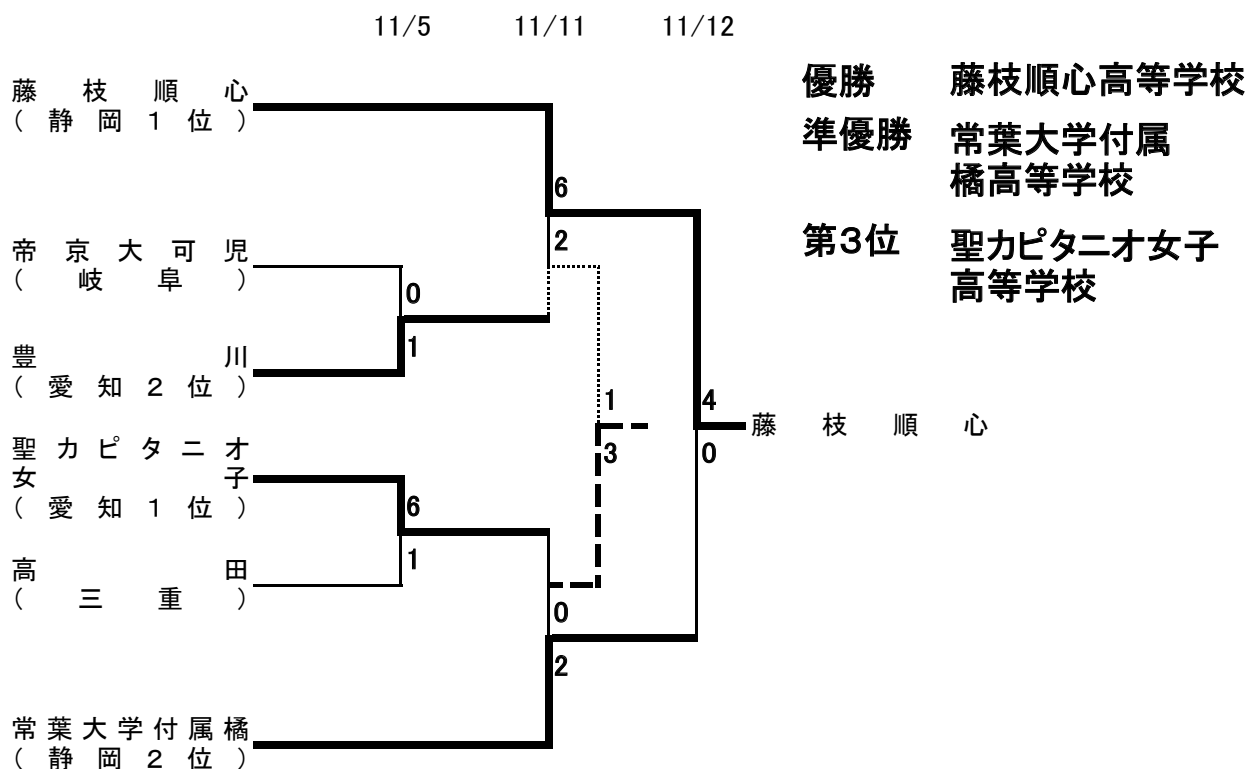 11/5 11/11 11/12
優勝 藤枝順心高等学校
準優勝 常葉大学付属
橘高等学校
第3位 聖カピタニオ女子
高等学校
藤枝順心
(静岡1位)
6
2
帝京大可児
(岐阜)
0
1
豊川
(愛知2位)
1
3
4
0
藤枝順心
聖カピタニオ
女子
(愛知1位)
6
1
高田
(三重)
0
2
常葉大学付属橘
(静岡2位)